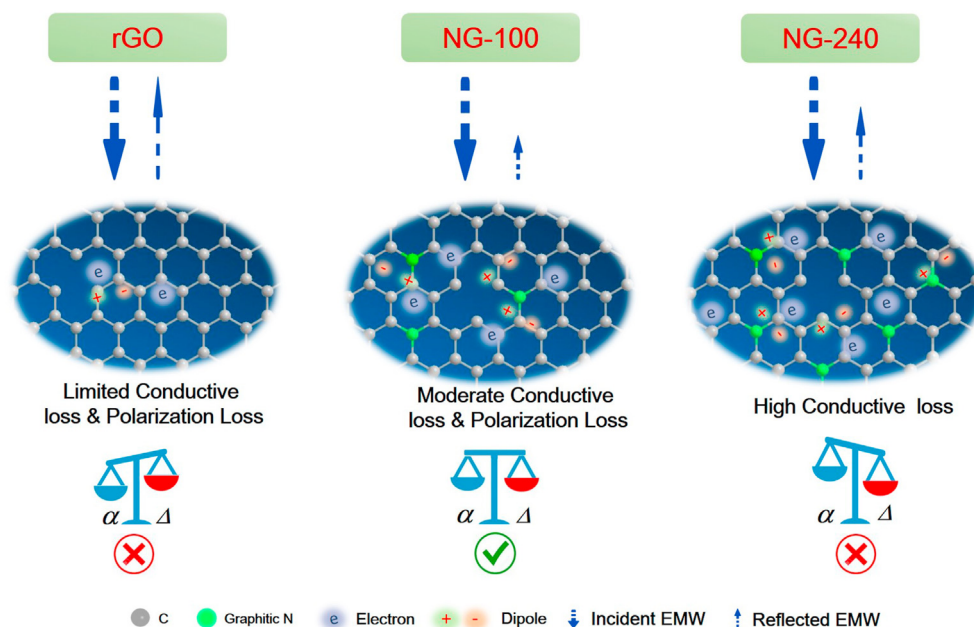 rGO
NG-100
NG-240
e
+
-
e
-
+
e
e
+
-
e
+
-
e
+
e
-
e
-
+
e
+
e
-
+
-
e
e
Limited Conductive
loss & Polarization Loss
Moderate Conductive
loss & Polarization Loss
High Conductive loss
α Δ
α Δ
α Δ
C
Graphitic N
e Electron
+ - Dipole
Incident EMW
Reflected EMW